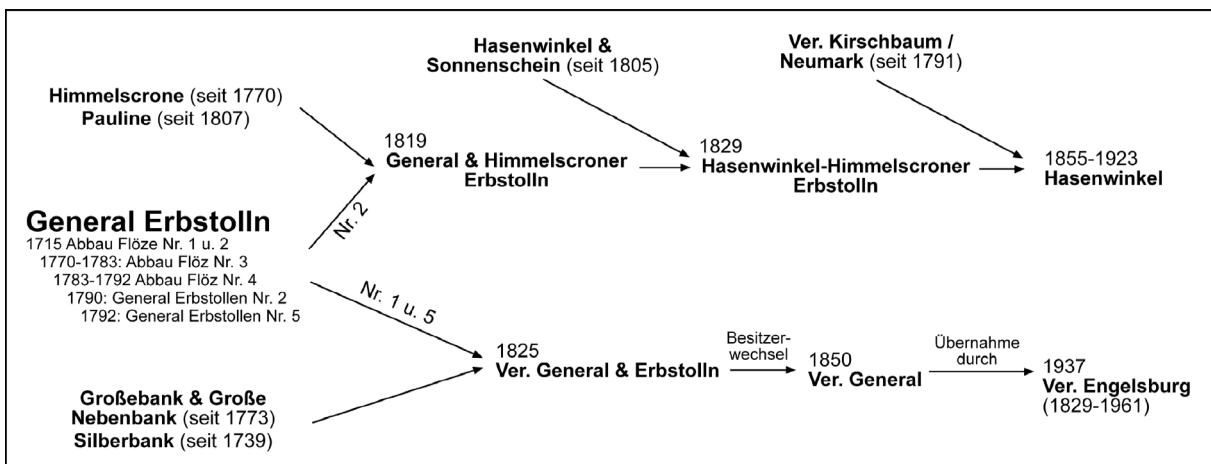 Hasenwinkel &
Sonnenschein (seit 1805)
Ver. Kirschbaum /
Neumark (seit 1791)
Himmelscrone (seit 1770)
Pauline (seit 1807)
1819
General & Himmelscroner
Erbstolln
1829
Hasenwinkel-Himmelscroner
Erbstolln
1855-1923
Hasenwinkel
General Erbstolln
1715 Abbau Flöze Nr. 1 u. 2
1770-1783: Abbau Flöz Nr. 3
1783-1792 Abbau Flöz Nr. 4
1790: General Erbstollen Nr. 2
1792: General Erbstollen Nr. 5
Nr. 2
Nr. 1 u. 5
1825
Ver. General & Erbstolln
Besitzer-
wechsel
1850
Ver. General
Übernahme
durch
1937
Ver. Engelsburg
(1829-1961)
Großebank & Große
Nebenbank (seit 1773)
Silberbank (seit 1739)